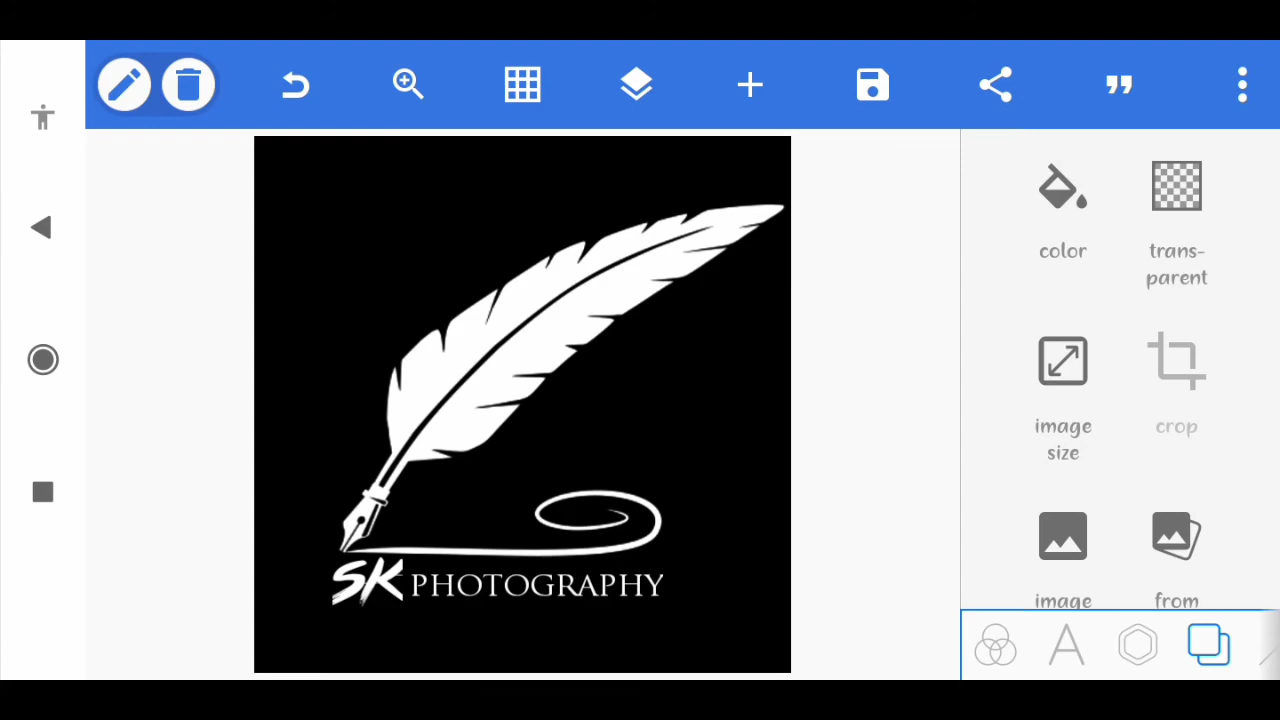 color
trans-
parent
image
size
crop
image
from
SK PHOTOGRAPHY